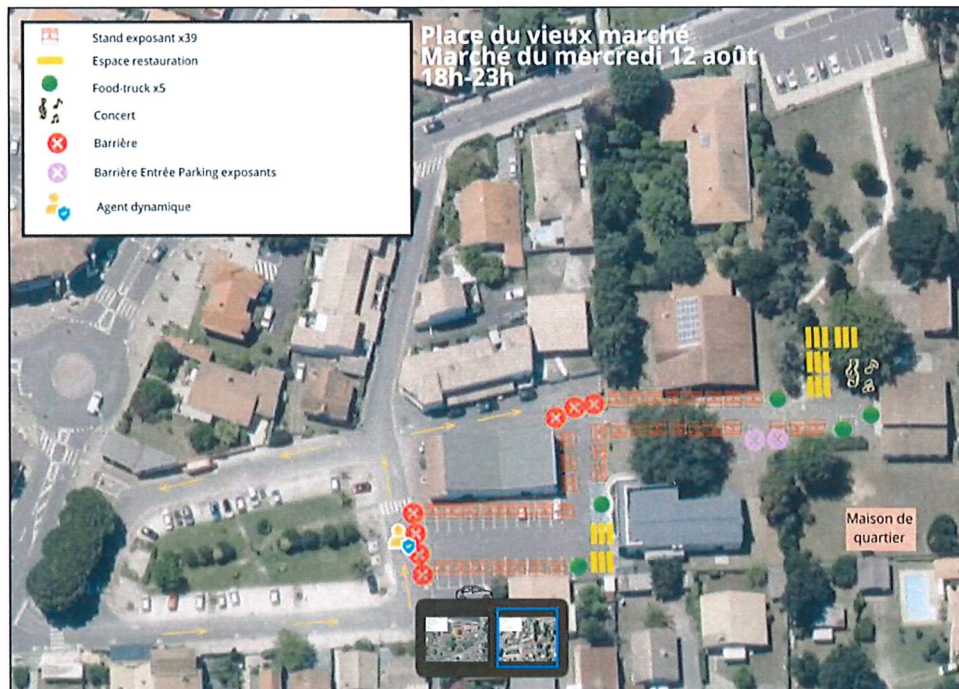 Stand exposant x39
Espace restauration
Food-truck x5
Concert
Barrière
Barrière Entrée Parking exposants
Agent dynamique
Place du vieux marché
Marché du mercredi 12 août
18h-23h
Maison de
quartier